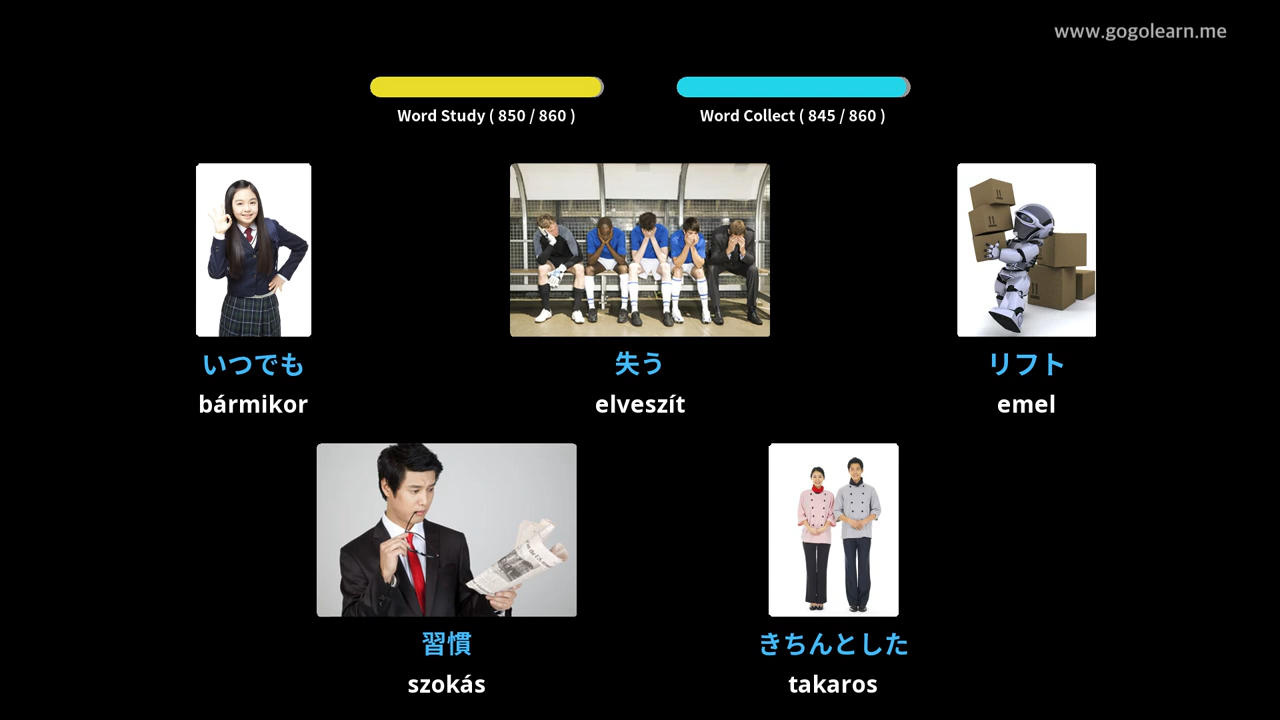 www.gogolearn.me
Word Study ( 850 / 860 )
Word Collect ( 845 / 860 )
いつでも
bármikor
失う
elveszít
リフト
emel
習慣
szokás
きちんとした
takaros